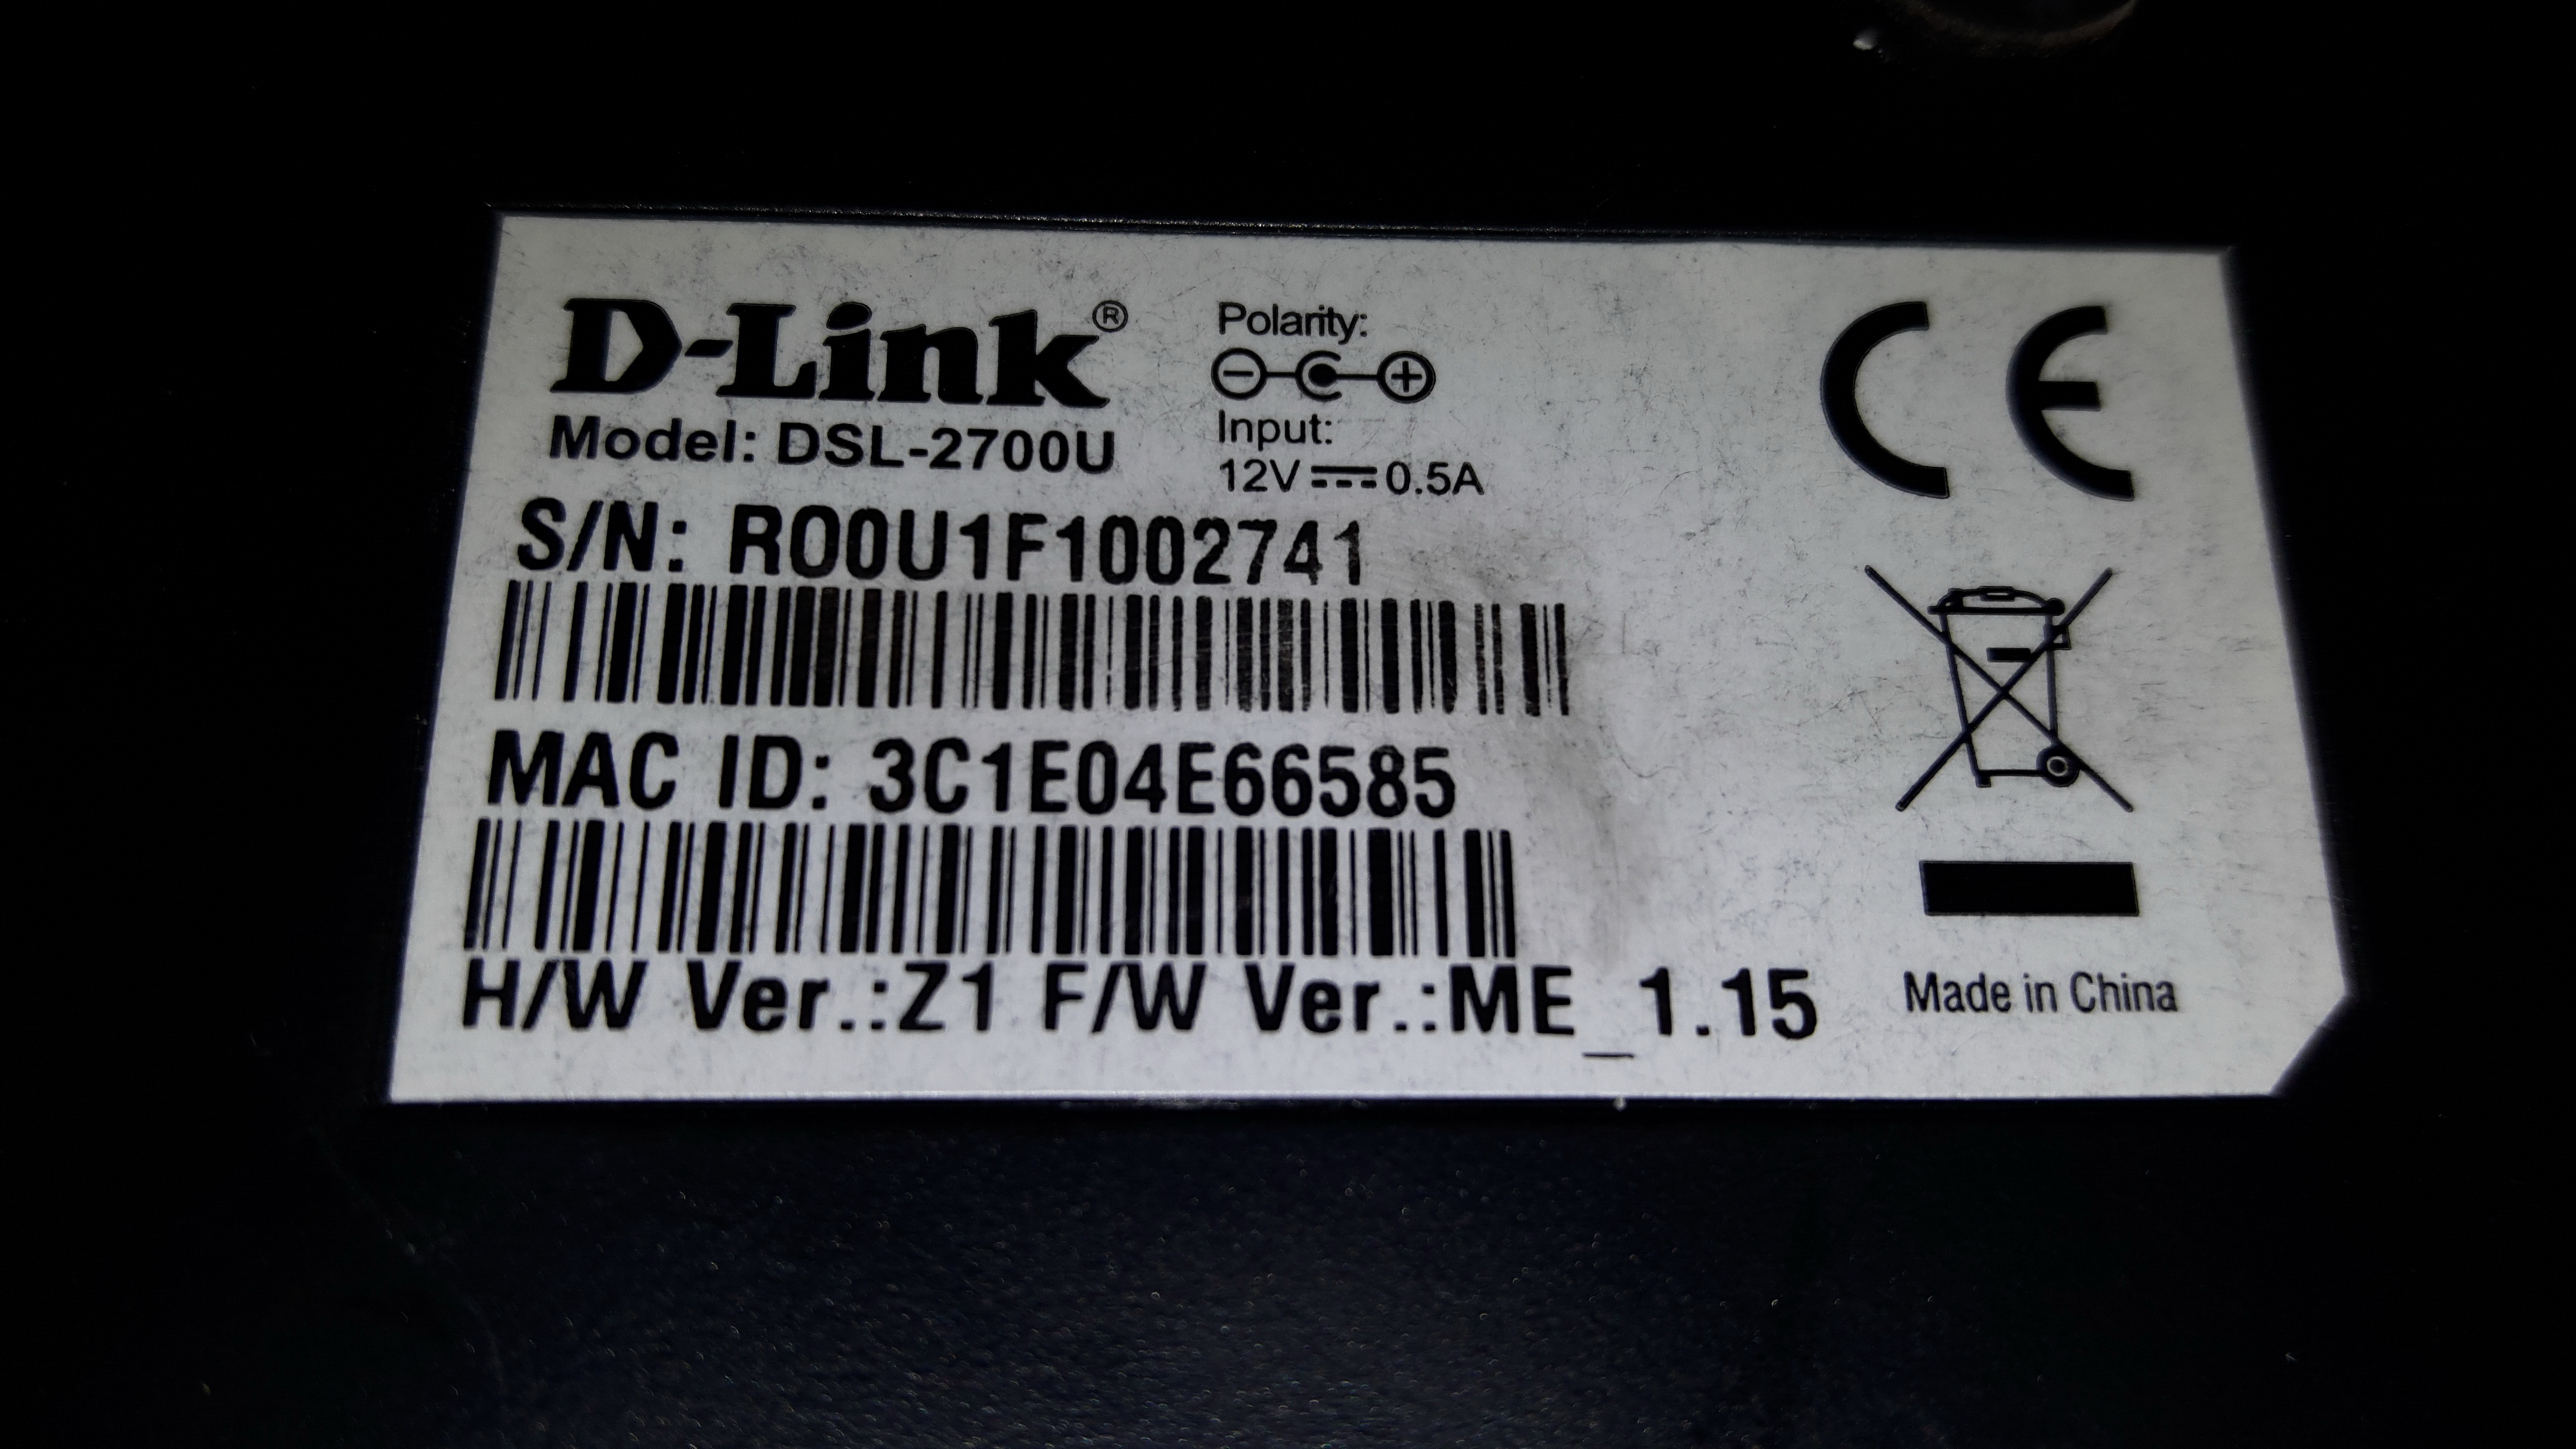 D-Link®
Model: DSL-2700U
Polarity:
Input:
12V⎓0.5A
S/N: RO0U1F1002741
MAC ID: 3C1E04E66585
H/W Ver.:Z1 F/W Ver.:ME_1.15
CE
Made in China